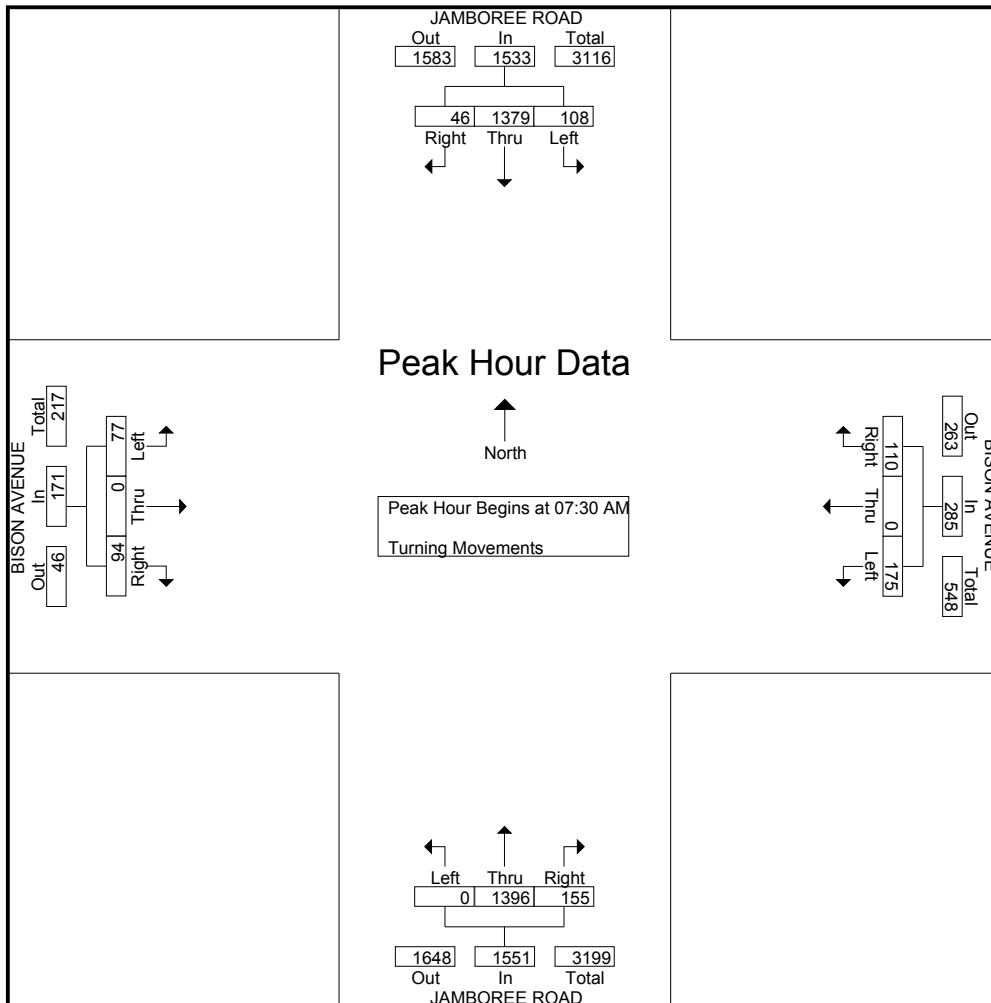 JAMBOREE ROAD
Out In Total
1583 1533 3116
46 1379 108
Right Thru Left
Peak Hour Data
North
Peak Hour Begins at 07:30 AM
Turning Movements
BISON AVENUE
Out In Total
46 171 217
Right Thru Left
94 0 77
BISON AVENUE
Out In Total
263 285 548
Right Thru Left
110 0 175
Left Thru Right
0 1396 155
1648 1551 3199
Out In Total
JAMBOREE ROAD